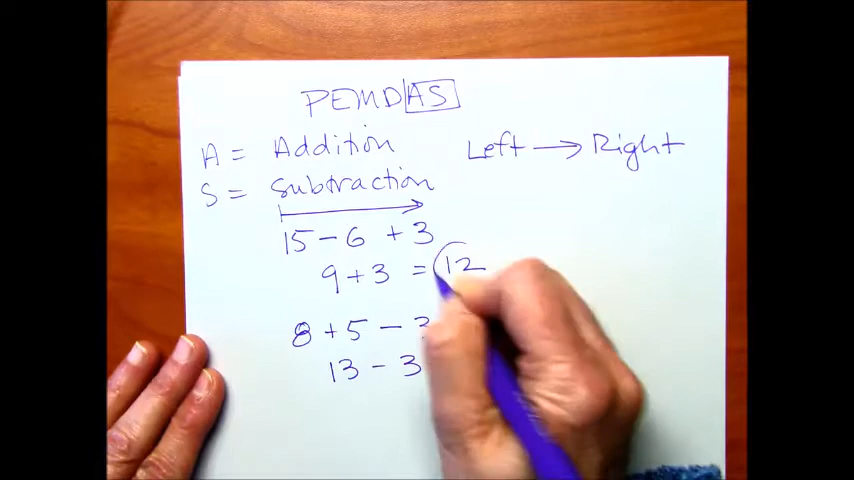 PEMDAS
A = Addition Left → Right
S = Subtraction
15 - 6 + 3
9 + 3 = 12
8 + 5 - 3
13 - 3